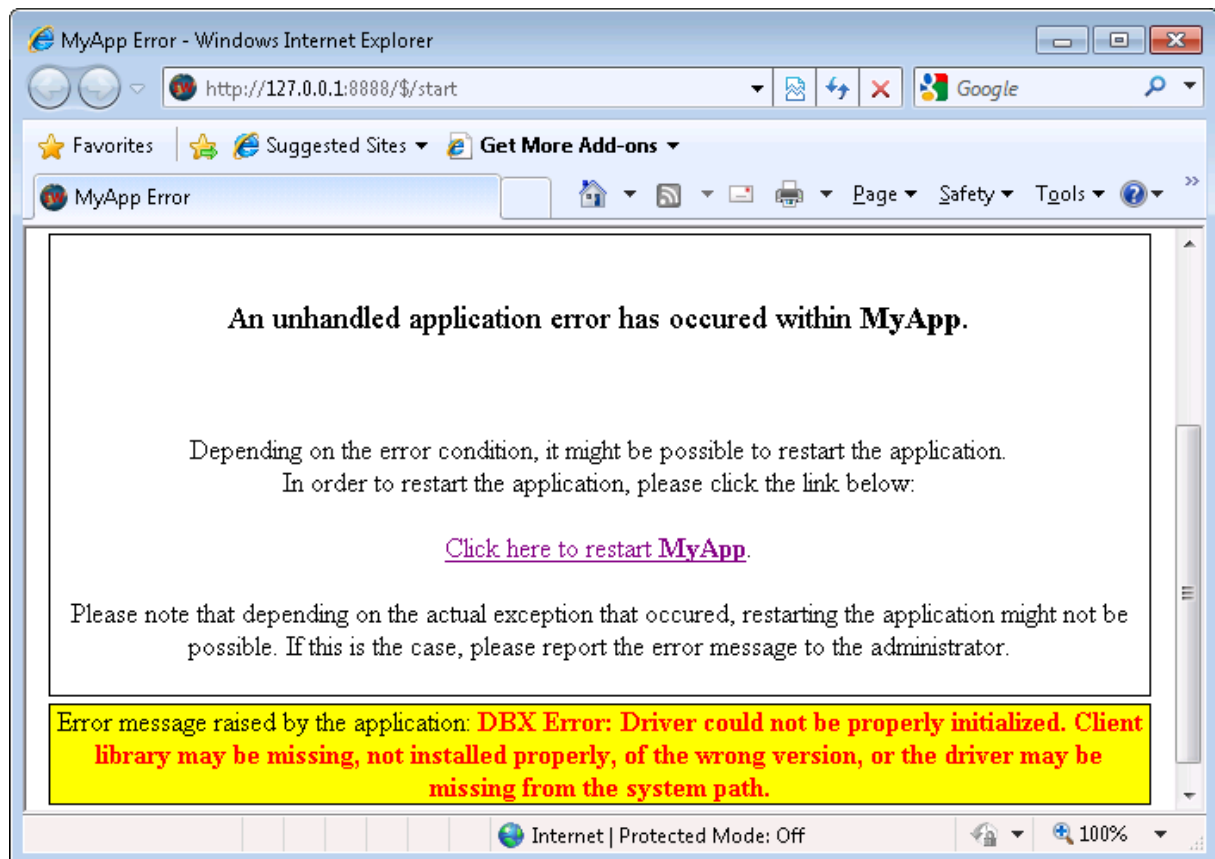 MyApp Error - Windows Internet Explorer
http://127.0.0.1:8888/$/start
Google
Favorites
Suggested Sites
Get More Add-ons
MyApp Error
Page
Safety
Tools
An unhandled application error has occured within MyApp.
Depending on the error condition, it might be possible to restart the application.
In order to restart the application, please click the link below:
Click here to restart MyApp.
Please note that depending on the actual exception that occured, restarting the application might not be
possible. If this is the case, please report the error message to the administrator.
Error message raised by the application: DBX Error: Driver could not be properly initialized. Client
library may be missing, not installed properly, of the wrong version, or the driver may be
missing from the system path.
Internet | Protected Mode: Off
100%